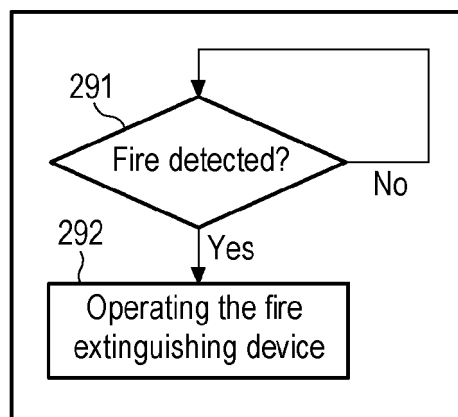 291
Fire detected?
No
Yes
292
Operating the fire
extinguishing device